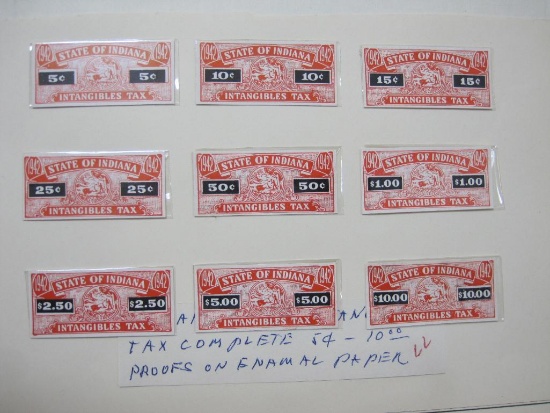 1942 STATE OF INDIANA 1942
5¢ 5¢
INTANGIBLES TAX
1942 STATE OF INDIANA 1942
10¢ 10¢
INTANGIBLES TAX
1942 STATE OF INDIANA 1942
15¢ 15¢
INTANGIBLES TAX
1942 STATE OF INDIANA 1942
25¢ 25¢
INTANGIBLES TAX
1942 STATE OF INDIANA 1942
50¢ 50¢
INTANGIBLES TAX
1942 STATE OF INDIANA 1942
$1.00 $1.00
INTANGIBLES TAX
1942 STATE OF INDIANA 1942
$2.50 $2.50
INTANGIBLES TAX
1942 STATE OF INDIANA 1942
$5.00 $5.00
INTANGIBLES TAX
1942 STATE OF INDIANA 1942
$10.00 $10.00
INTANGIBLES TAX
TAX COMPLETE 5¢ - 10.00
PROOFS ON ENAMAL PAPER